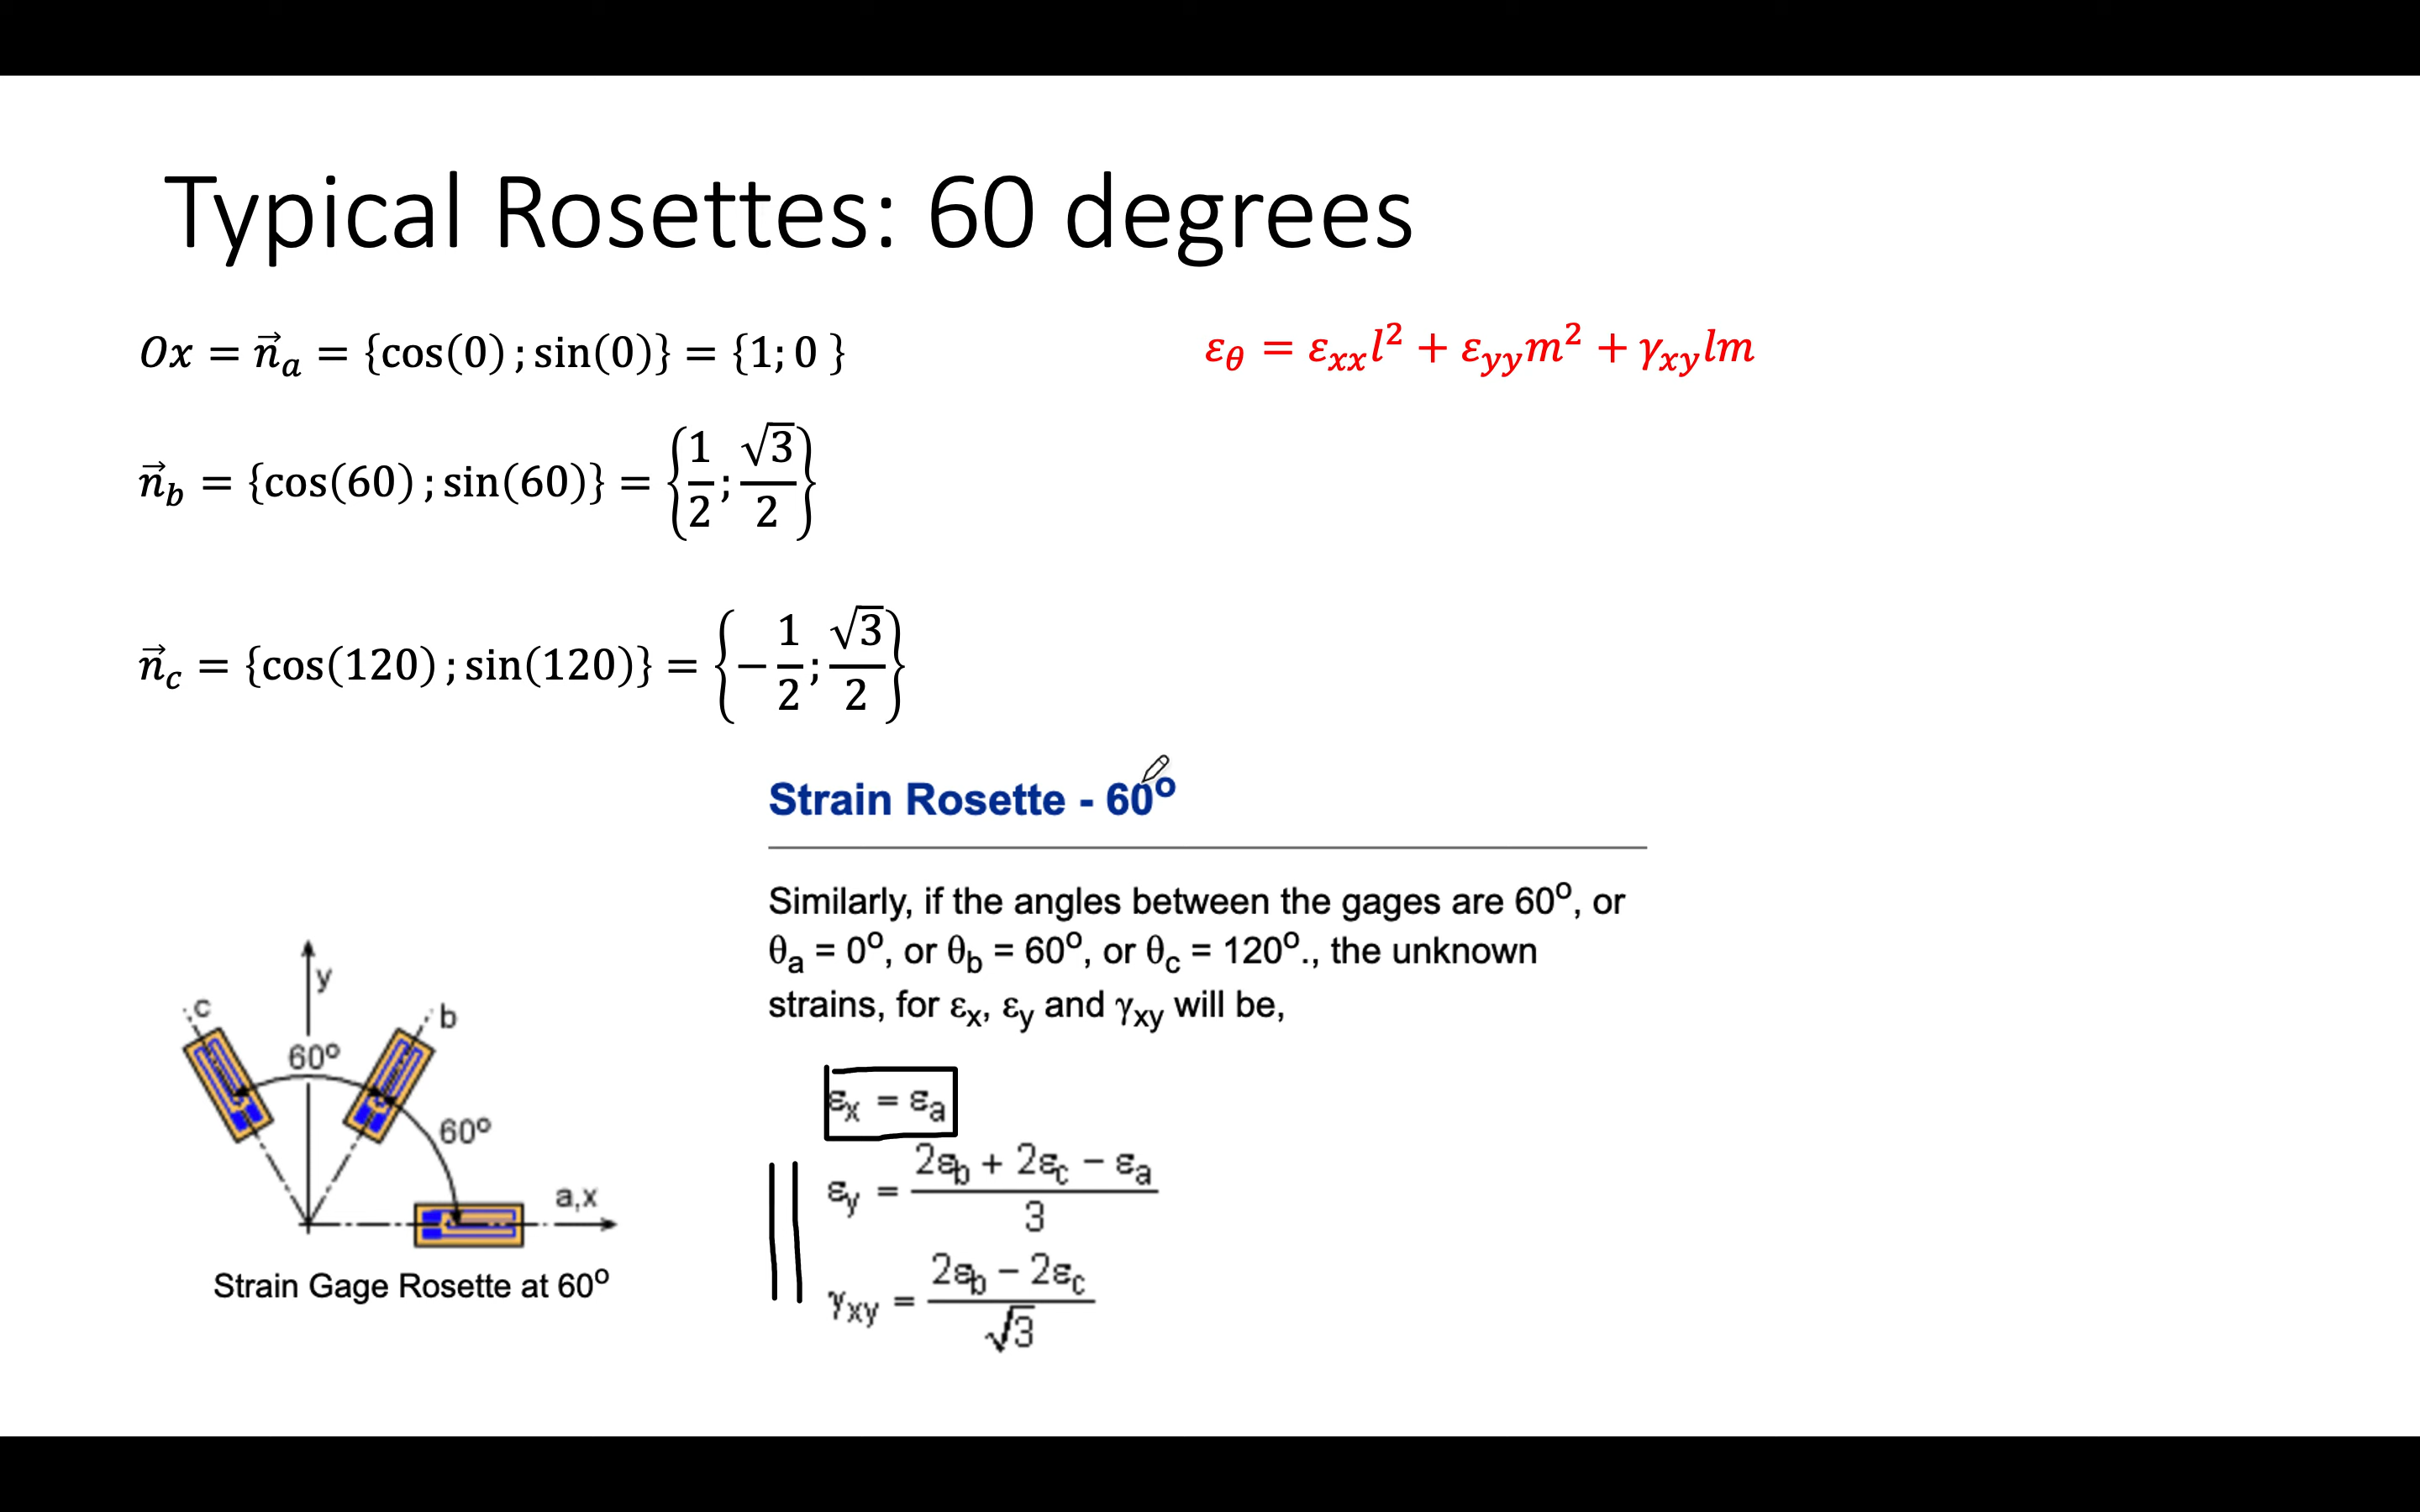 Typical Rosettes: 60 degrees
Ox = n⃗_a = {cos(0) ; sin(0)} = {1; 0 }
ε_θ = ε_xx l² + ε_yy m² + γ_xy lm
n⃗_b = {cos(60) ; sin(60)} = {1/2 ; √3/2}
n⃗_c = {cos(120) ; sin(120)} = {− 1/2 ; √3/2}
Strain Rosette - 60º
Similarly, if the angles between the gages are 60º, or
θ_a = 0º, or θ_b = 60º, or θ_c = 120º., the unknown
strains, for ε_x, ε_y and γ_xy will be,
ε_x = ε_a
ε_y = (2ε_b + 2ε_c − ε_a)/3
γ_xy = (2ε_b − 2ε_c)/√3
y
c
b
60º
60º
a,x
Strain Gage Rosette at 60º